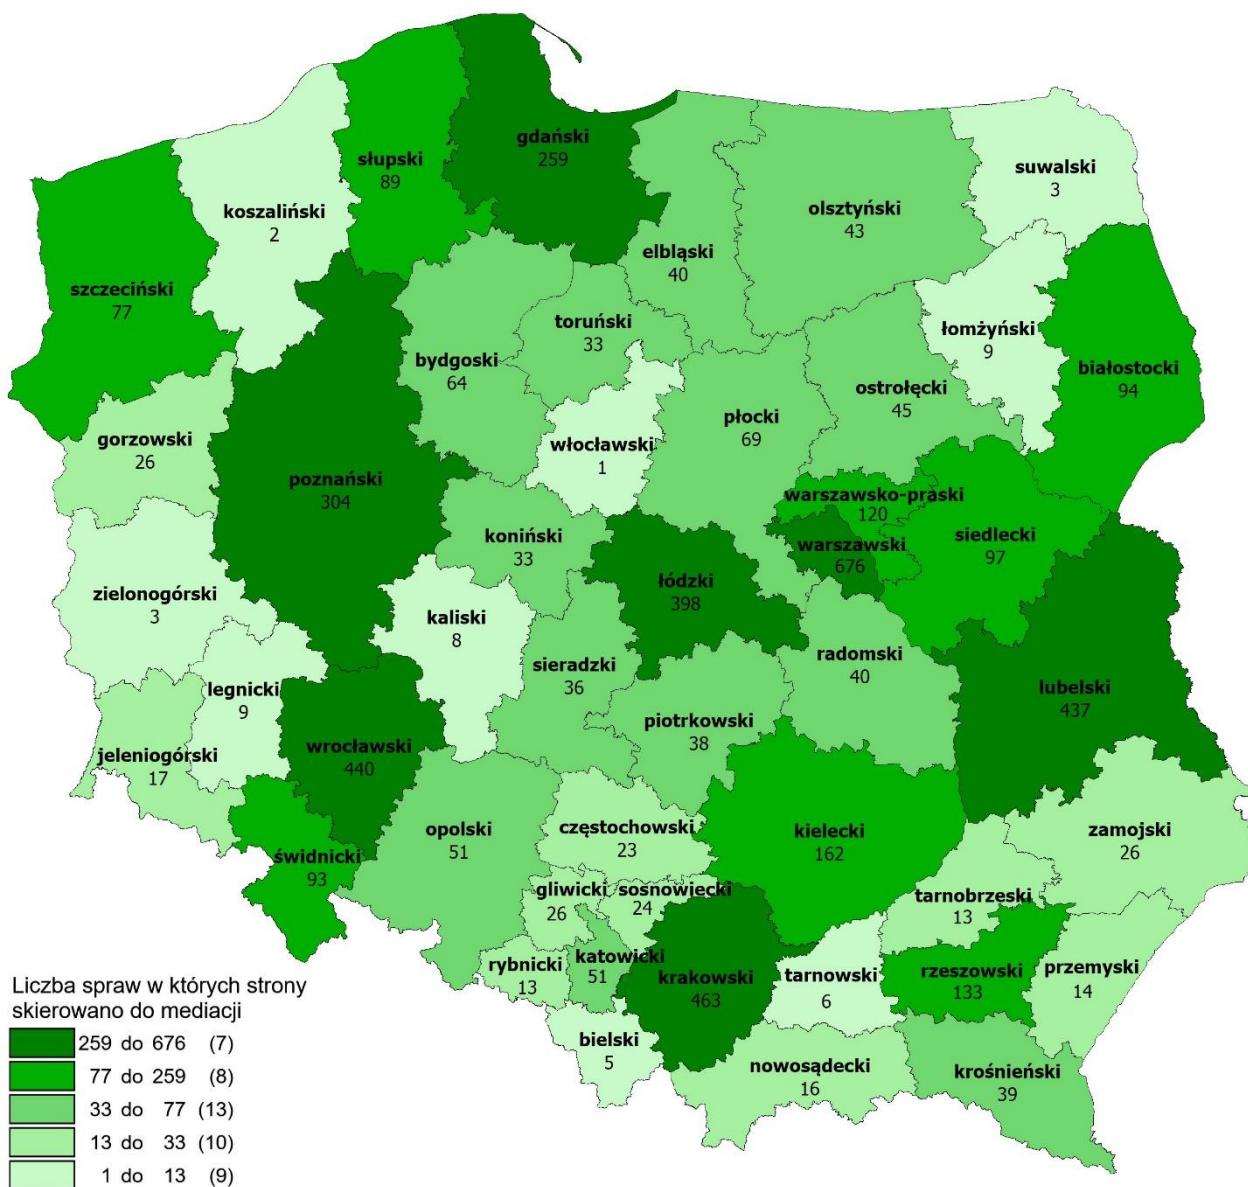 gdański
259
słupski
89
suwalski
3
koszaliński
2
olsztyński
43
elbląski
40
szczeciński
77
toruński
33
łomżyński
9
bydgoski
64
białostocki
94
ostrołęcki
45
płocki
69
gorzowski
26
włocławski
1
poznański
304
warszawsko-praski
120
koniński
33
warszawski
676
siedlecki
97
łódzki
398
zielonogórski
3
kaliski
8
sieradzki
36
radomski
40
legnicki
9
lubelski
437
piotrkowski
38
wrocławski
440
jeleniogórski
17
opolski
51
częstochowski
23
kielecki
162
zamojski
26
świdnicki
93
gliwicki
26
sosnowiecki
24
tarnobrzeski
13
katowicki
51
rybnicki
13
krakowski
463
tarnowski
6
rzeszowski
133
przemyski
14
bielski
5
nowosądecki
16
krośnieński
39
Liczba spraw w których strony
skierowano do mediacji
259 do 676 (7)
77 do 259 (8)
33 do 77 (13)
13 do 33 (10)
1 do 13 (9)